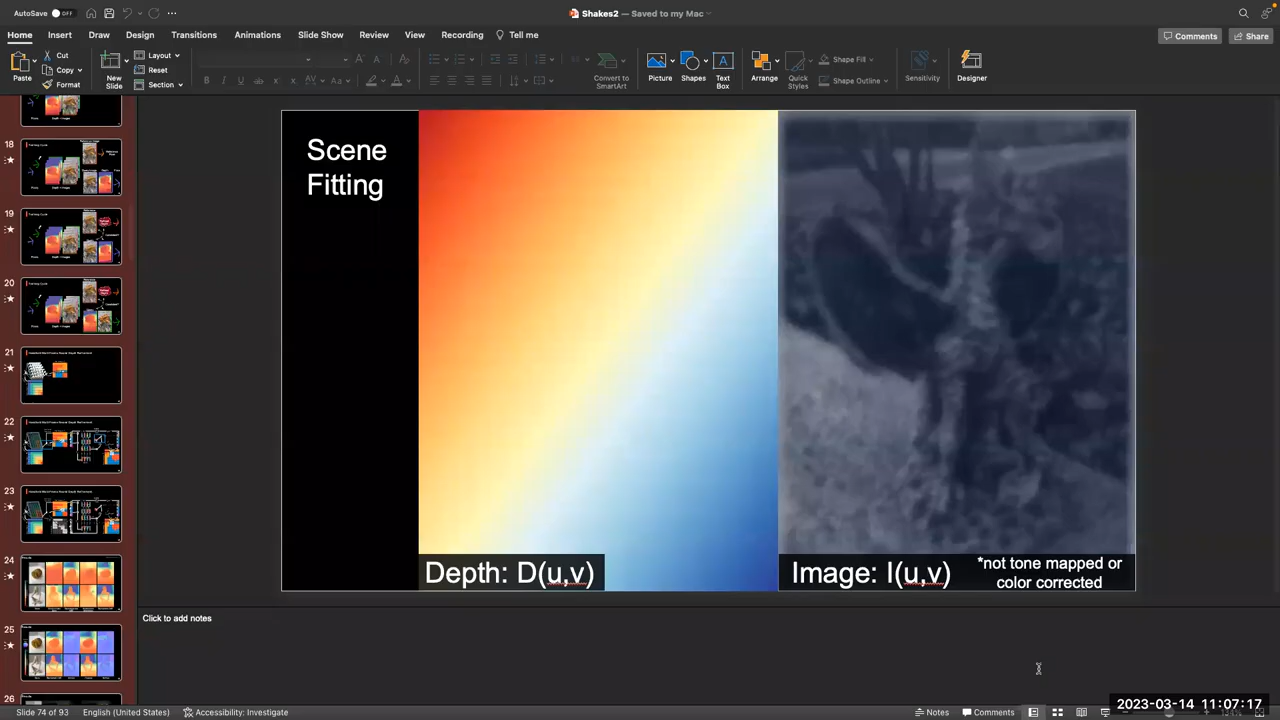 AutoSave OFF
Shakes2 — Saved to my Mac
Home Insert Draw Design Transitions Animations Slide Show Review View Recording Tell me
Comments Share
Paste
Cut
Copy
Format
New Slide
Layout
Reset
Section
Convert to SmartArt
Picture
Shapes
Text Box
Arrange
Quick Styles
Shape Fill
Shape Outline
Sensitivity
Designer
18
19
20
21
22
23
24
25
26
Scene
Fitting
Depth: D(u,v)
Image: I(u,v)
*not tone mapped or
color corrected
Click to add notes
2023-03-14 11:07:17
Slide 74 of 93 English (United States) Accessibility: Investigate Notes Comments